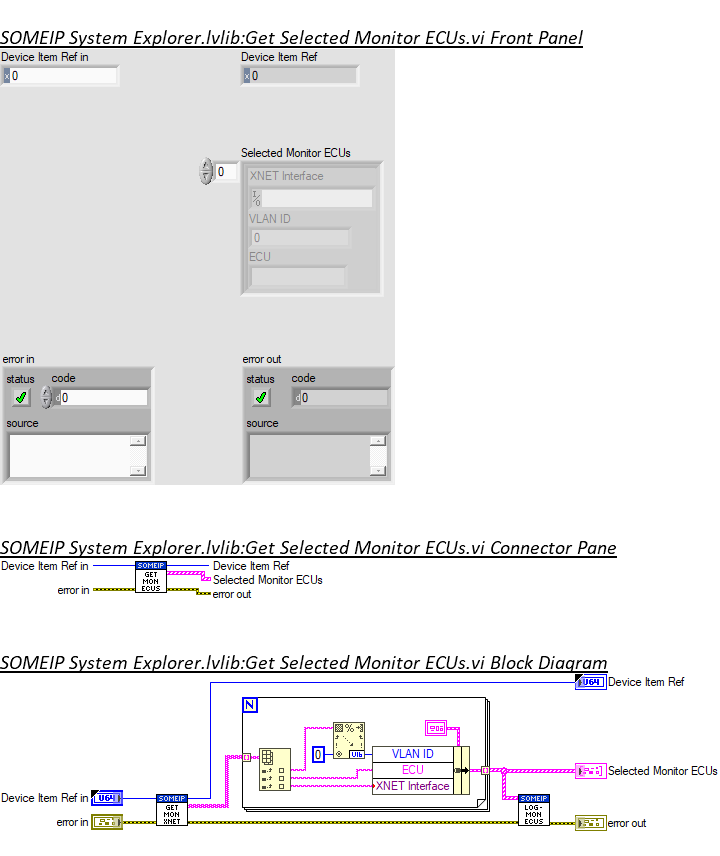 SOMEIP System Explorer.lvlib:Get Selected Monitor ECUs.vi Front Panel
Device Item Ref in
Device Item Ref
x 0
x 0
Selected Monitor ECUs
0
XNET Interface
I/O
VLAN ID
0
ECU
error in
error out
status code
status code
d0
d0
source
source
SOMEIP System Explorer.lvlib:Get Selected Monitor ECUs.vi Connector Pane
Device Item Ref in
SOMEIP
GET
MON
ECUS
Device Item Ref
Selected Monitor ECUs
error in
error out
SOMEIP System Explorer.lvlib:Get Selected Monitor ECUs.vi Block Diagram
U64
Device Item Ref
N
%
0
VLAN ID
ECU
XNET Interface
Selected Monitor ECUs
Device Item Ref in
U64
SOMEIP
GET
MON
XNET
SOMEIP
LOG-
MON
ECUS
error in
error out